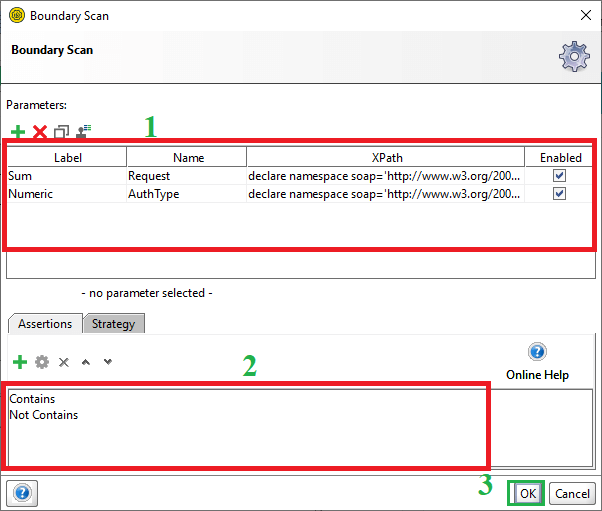 Boundary Scan
Boundary Scan
Parameters:
1
Label Name XPath Enabled
Sum Request declare namespace soap='http://www.w3.org/200...
Numeric AuthType declare namespace soap='http://www.w3.org/200...
- no parameter selected -
Assertions Strategy
2
Online Help
Contains
Not Contains
3
OK Cancel